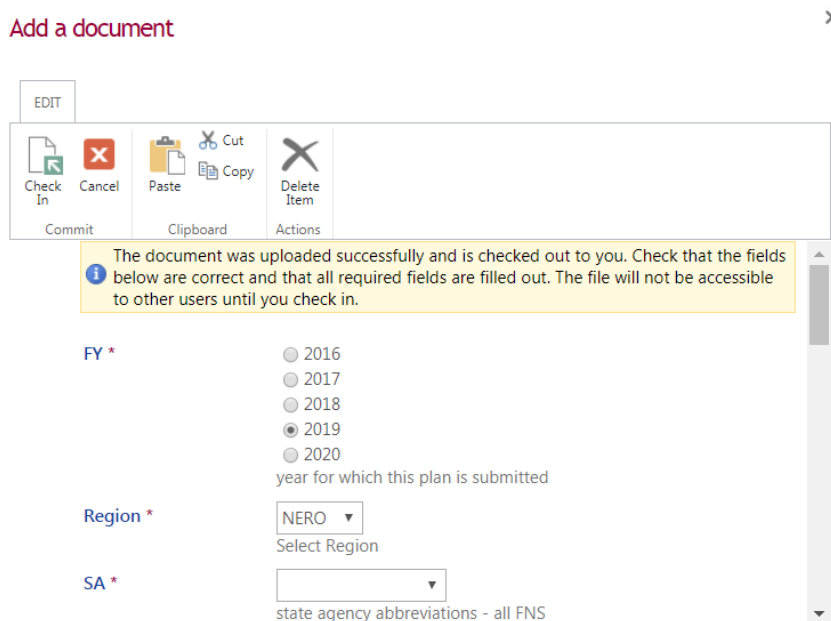 Add a document
EDIT
Check In
Cancel
Paste
Cut
Copy
Delete Item
Commit
Clipboard
Actions
The document was uploaded successfully and is checked out to you. Check that the fields
below are correct and that all required fields are filled out. The file will not be accessible
to other users until you check in.
FY *
2016
2017
2018
2019
2020
year for which this plan is submitted
Region *
NERO
Select Region
SA *
state agency abbreviations - all FNS